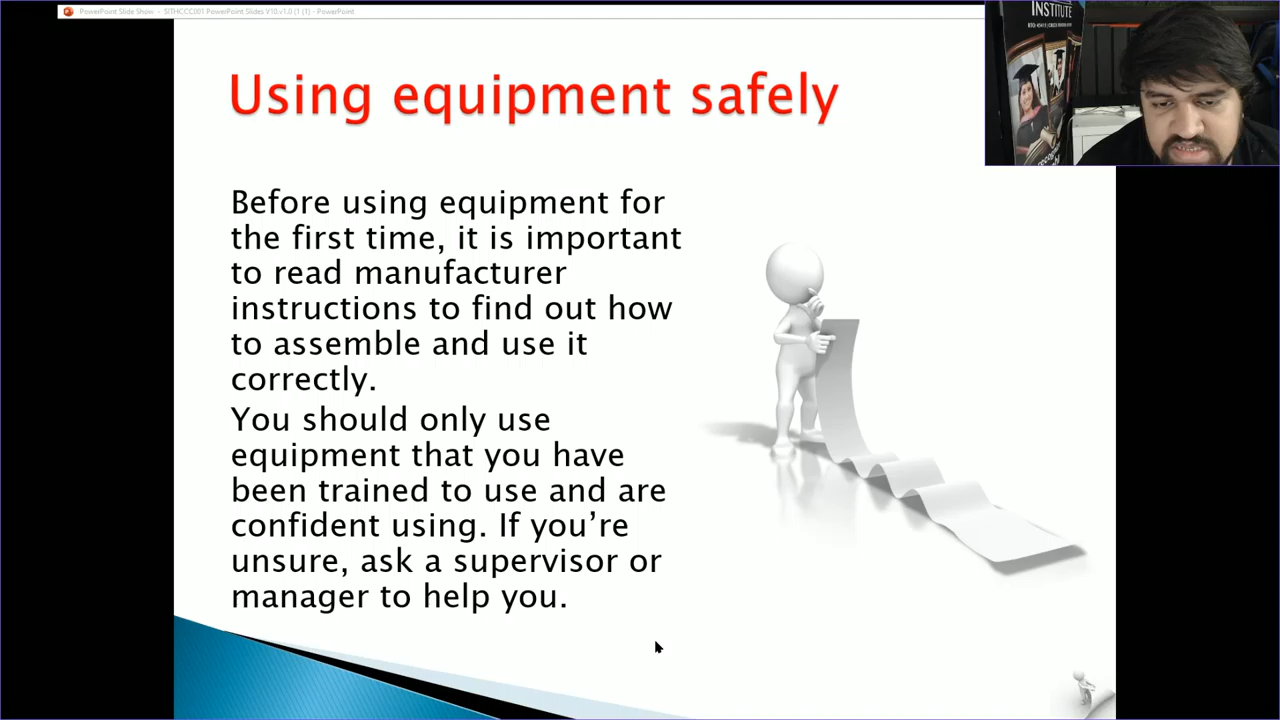 PowerPoint Slide Show - SITHCCC001 PowerPoint Slides V10.v1.0 (1) (1) - PowerPoint
INSTITUTE
Using equipment safely
Before using equipment for
the first time, it is important
to read manufacturer
instructions to find out how
to assemble and use it
correctly.
You should only use
equipment that you have
been trained to use and are
confident using. If you’re
unsure, ask a supervisor or
manager to help you.